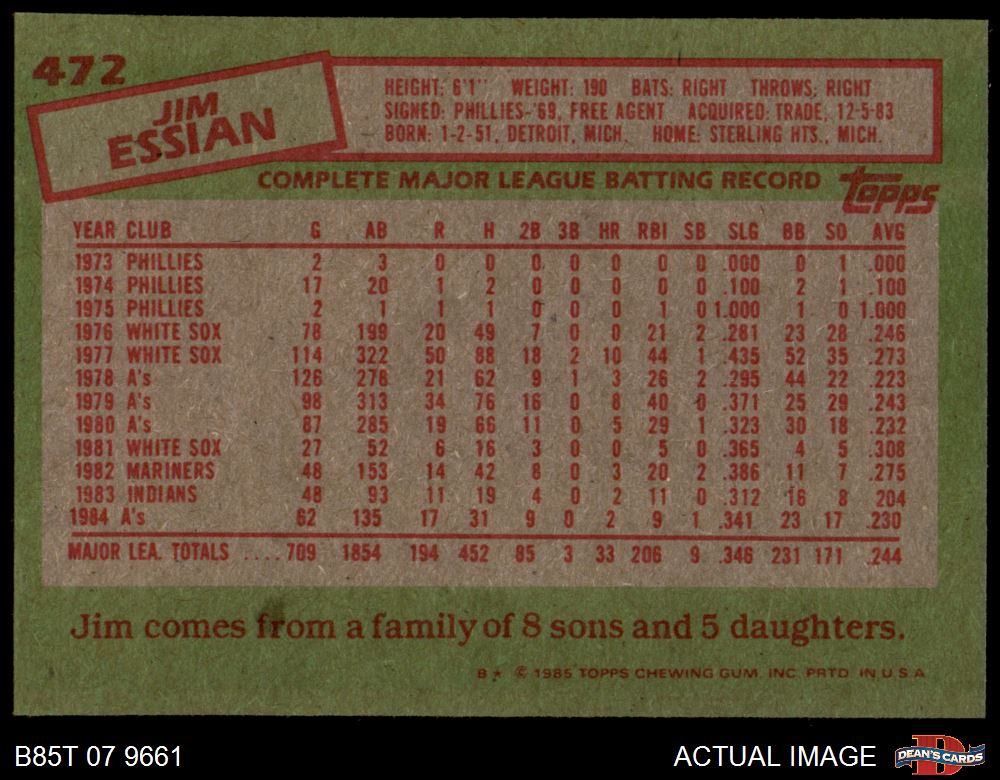 472
JIM
ESSIAN
HEIGHT: 6'1" WEIGHT: 190 BATS: RIGHT THROWS: RIGHT
SIGNED: PHILLIES-'69, FREE AGENT ACQUIRED: TRADE, 12-5-83
BORN: 1-2-51, DETROIT, MICH. HOME: STERLING HTS., MICH.
COMPLETE MAJOR LEAGUE BATTING RECORD
topps
YEAR CLUB G AB R H 2B 3B HR RBI SB SLG BB SO AVG
1973 PHILLIES 2 3 0 0 0 0 0 0 0 .000 0 1 .000
1974 PHILLIES 17 20 1 2 0 0 0 0 0 .100 2 1 .100
1975 PHILLIES 2 1 1 1 0 0 0 1 0 1.000 1 0 1.000
1976 WHITE SOX 78 199 20 49 7 0 0 21 2 .281 23 28 .246
1977 WHITE SOX 114 322 50 88 18 2 10 44 1 .435 52 35 .273
1978 A's 126 278 21 62 9 1 3 26 2 .295 44 22 .223
1979 A's 98 313 34 76 16 0 8 40 0 .371 25 29 .243
1980 A's 87 285 19 66 11 0 5 29 1 .323 30 18 .232
1981 WHITE SOX 27 52 6 16 3 0 0 5 0 .365 4 5 .308
1982 MARINERS 48 153 14 42 8 0 3 20 2 .386 11 7 .275
1983 INDIANS 48 93 11 19 4 0 2 11 0 .312 16 8 .204
1984 A's 62 135 17 31 9 0 2 9 1 .341 23 17 .230
MAJOR LEA. TOTALS ....709 1854 194 452 85 3 33 206 9 .346 231 171 .244
Jim comes from a family of 8 sons and 5 daughters.
B* © 1985 TOPPS CHEWING GUM, INC. PRTD. IN U.S.A.
B85T 07 9661
ACTUAL IMAGE
DEAN'S CARDS